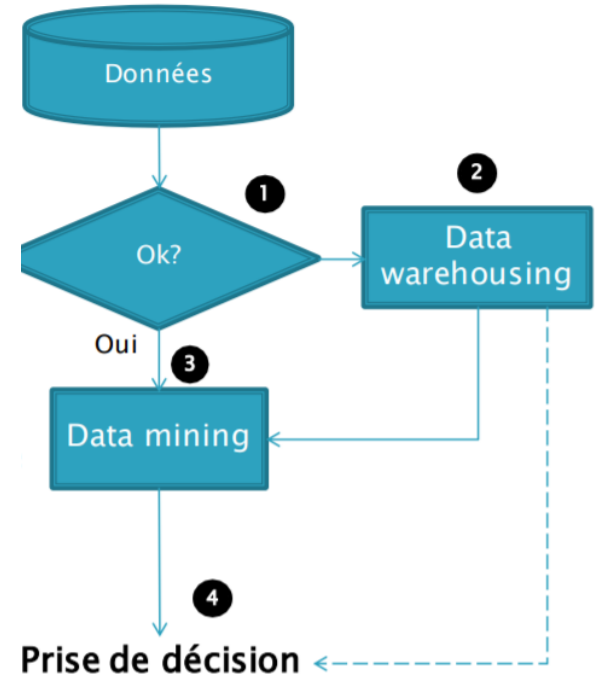 Données
1
2
Ok?
Data
warehousing
Oui
3
Data mining
4
Prise de décision